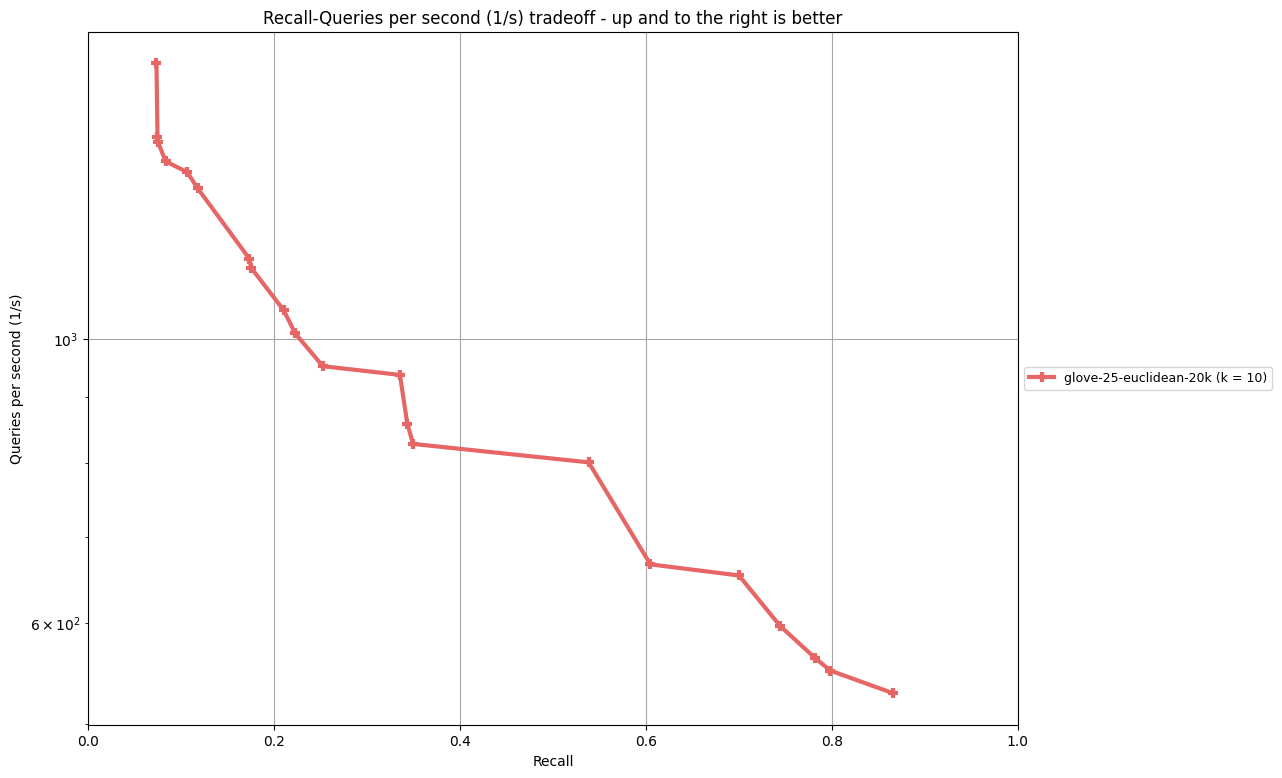 Recall-Queries per second (1/s) tradeoff - up and to the right is better
Queries per second (1/s)
10³
6 × 10²
0.0 0.2 0.4 0.6 0.8 1.0
Recall
glove-25-euclidean-20k (k = 10)